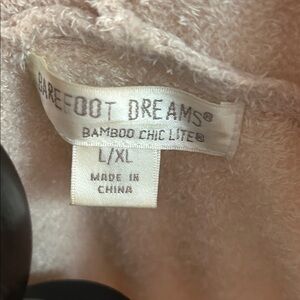 BAREFOOT DREAMS®
BAMBOO CHIC LITE®
L/XL
MADE IN
CHINA